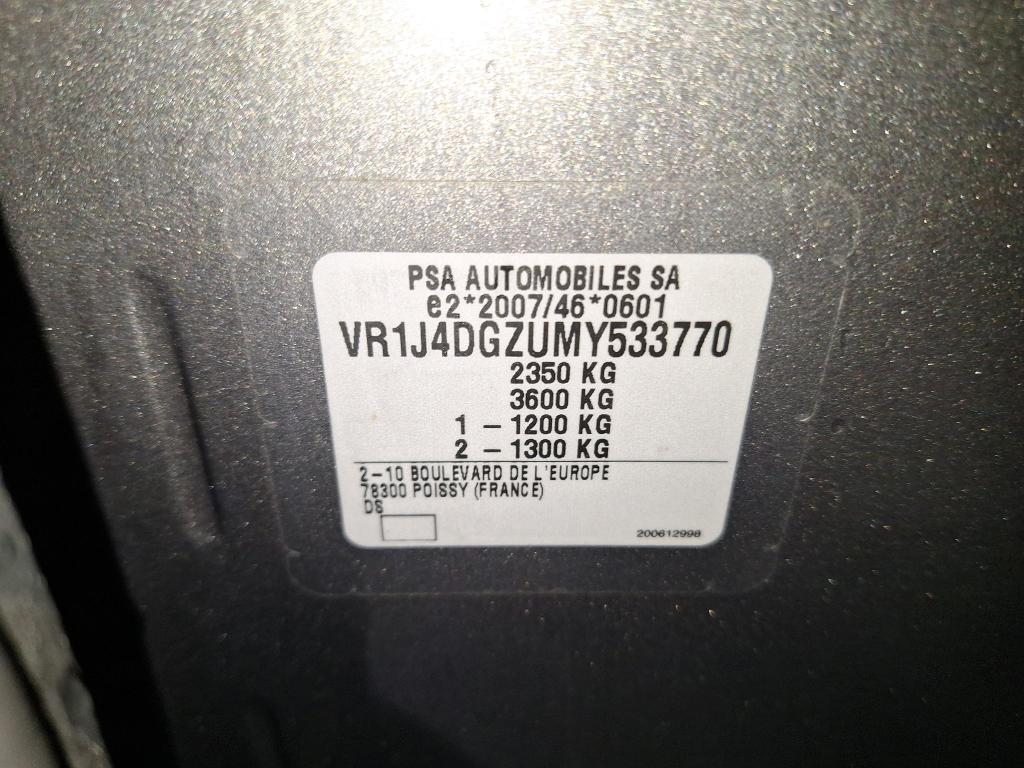 PSA AUTOMOBILES SA
e2*2007/46*0601
VR1J4DGZUMY533770
2350 KG
3600 KG
1 – 1200 KG
2 – 1300 KG
2–10 BOULEVARD DE L'EUROPE
78300 POISSY (FRANCE)
DS
200612998